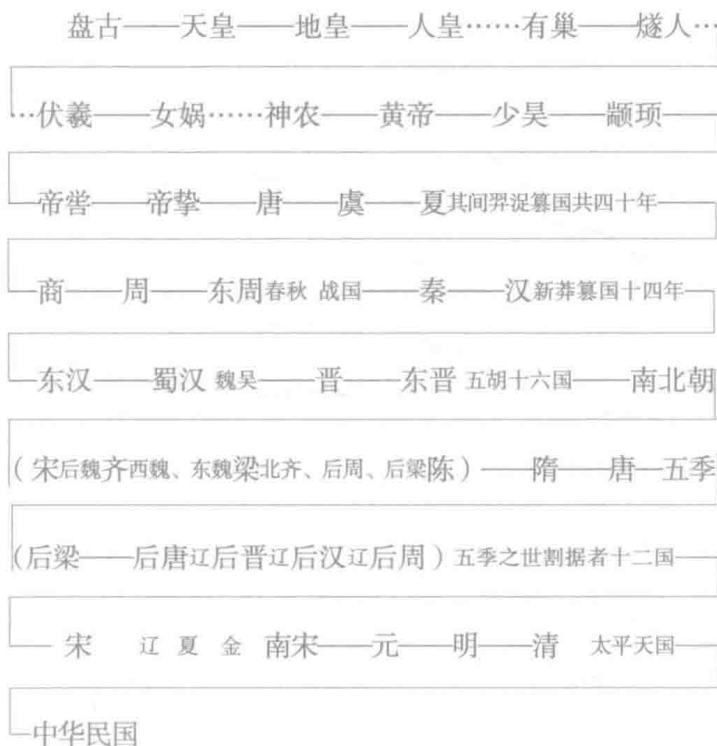 盘古——天皇——地皇——人皇……有巢——燧人…
…伏羲——女娲……神农——黄帝——少昊——颛顼——
帝喾——帝挚——唐——虞——夏其间羿浞篡国共四十年——
商——周——东周春秋 战国——秦——汉新莽篡国十四年——
东汉——蜀汉 魏吴——晋——东晋 五胡十六国——南北朝
（宋后魏齐西魏、东魏梁北齐、后周、后梁陈）——隋——唐—五季
（后梁——后唐辽后晋辽后汉辽后周）五季之世割据者十二国——
宋 辽 夏 金 南宋——元——明——清 太平天国——
中华民国